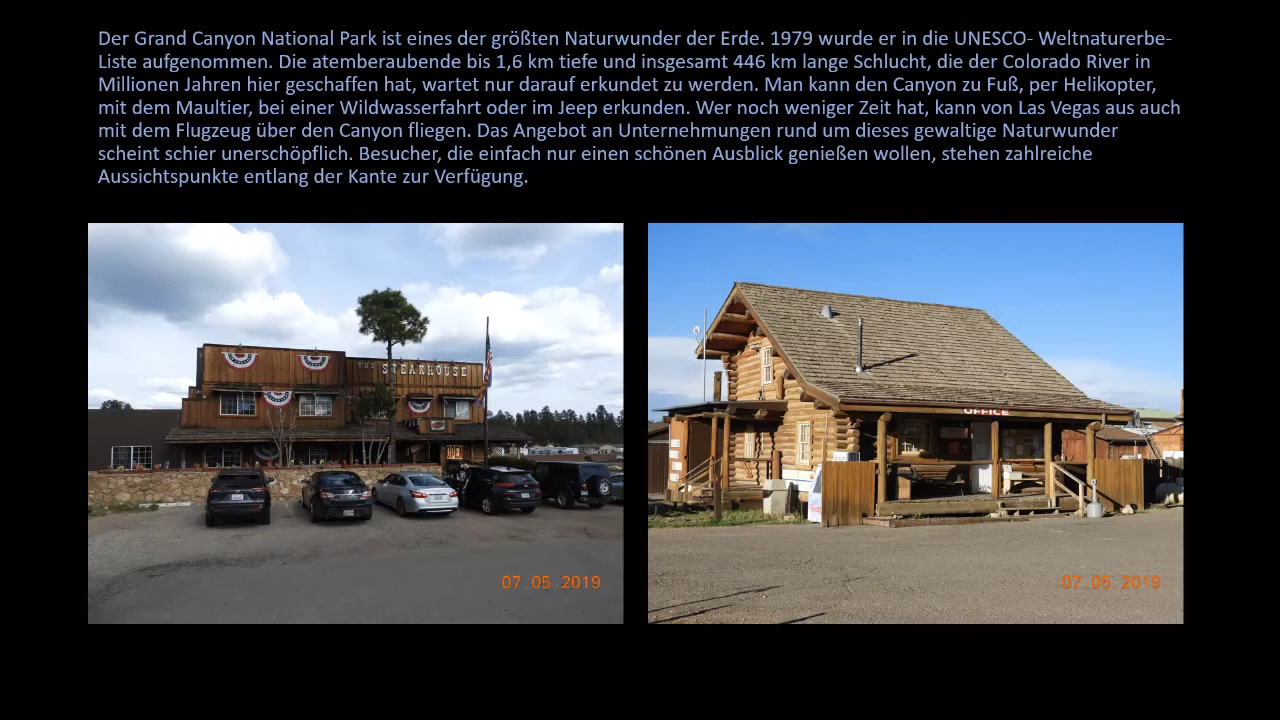 Der Grand Canyon National Park ist eines der größten Naturwunder der Erde. 1979 wurde er in die UNESCO- Weltnaturerbe-
Liste aufgenommen. Die atemberaubende bis 1,6 km tiefe und insgesamt 446 km lange Schlucht, die der Colorado River in
Millionen Jahren hier geschaffen hat, wartet nur darauf erkundet zu werden. Man kann den Canyon zu Fuß, per Helikopter,
mit dem Maultier, bei einer Wildwasserfahrt oder im Jeep erkunden. Wer noch weniger Zeit hat, kann von Las Vegas aus auch
mit dem Flugzeug über den Canyon fliegen. Das Angebot an Unternehmungen rund um dieses gewaltige Naturwunder
scheint schier unerschöpflich. Besucher, die einfach nur einen schönen Ausblick genießen wollen, stehen zahlreiche
Aussichtspunkte entlang der Kante zur Verfügung.
THE STEAKHOUSE
OPEN
07.05.2019
OFFICE
07.05.2019